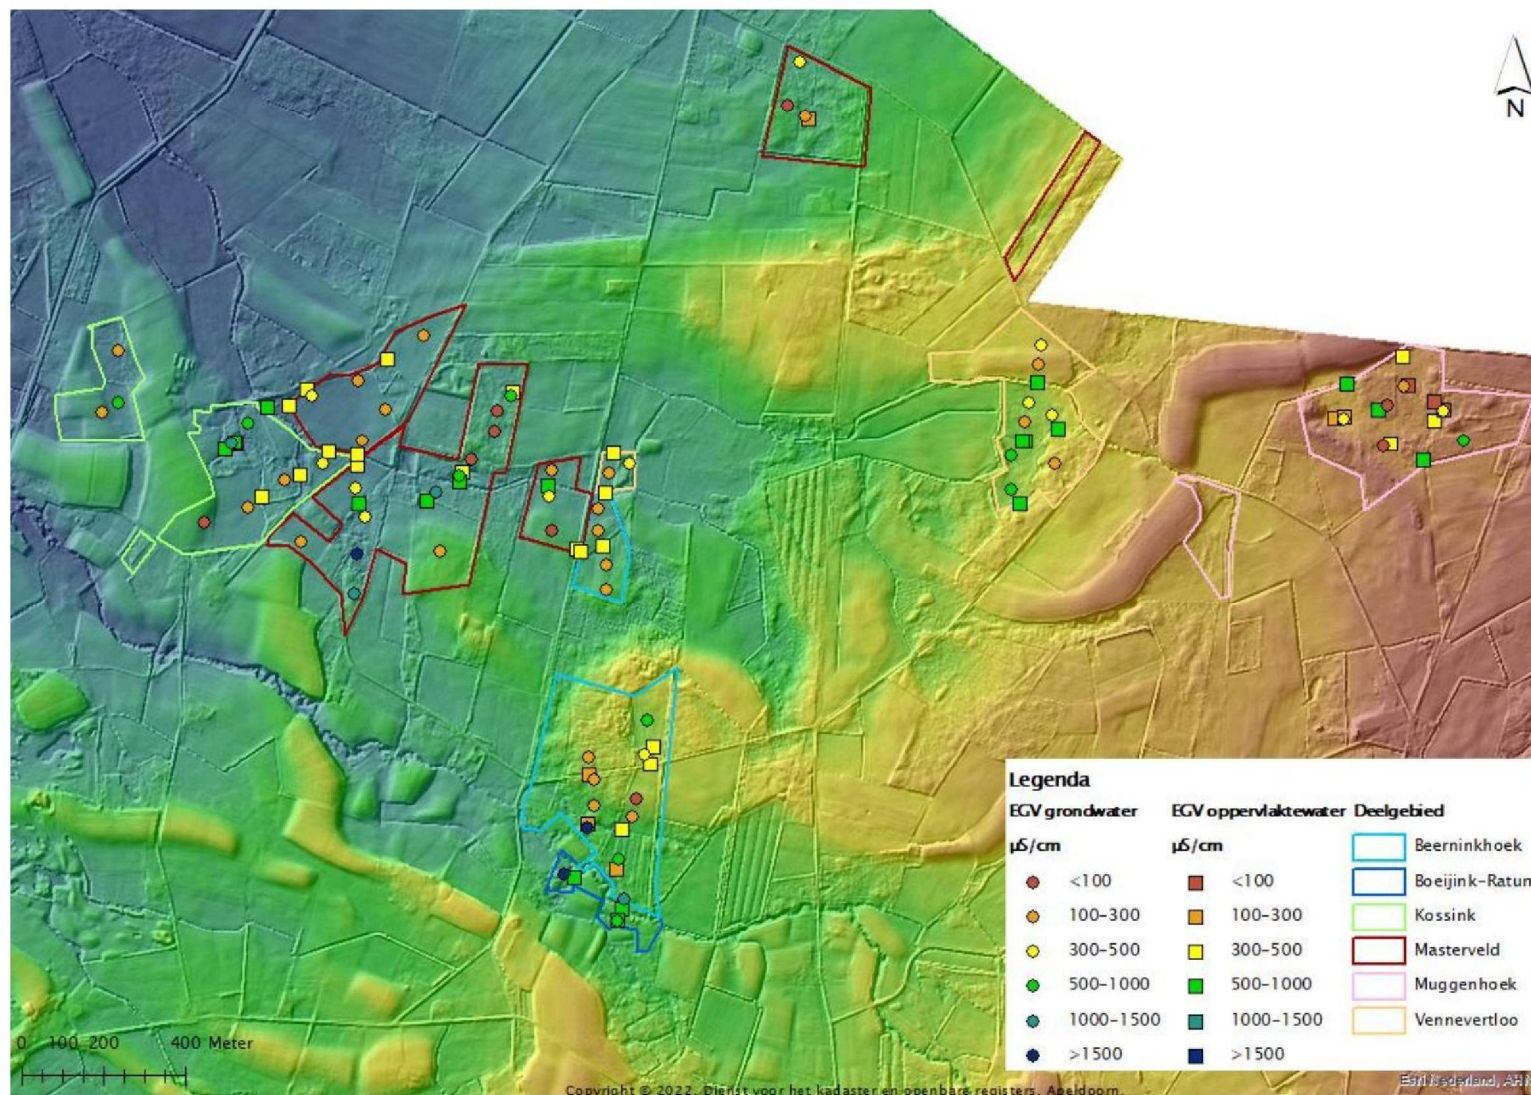 N
Legenda
EGV grondwater EGV oppervlaktewater Deelgebied
µS/cm µS/cm
<100 <100 Beerninkhoek
100-300 100-300 Boeijink-Ratum
300-500 300-500 Kossink
500-1000 500-1000 Masterveld
1000-1500 1000-1500 Muggenhoek
>1500 >1500 Vennevertloo
0 100 200 400 Meter
Copyright © 2022, Dienst voor het kadaster en openbare registers, Apeldoorn.
Esri Nederland, AHN